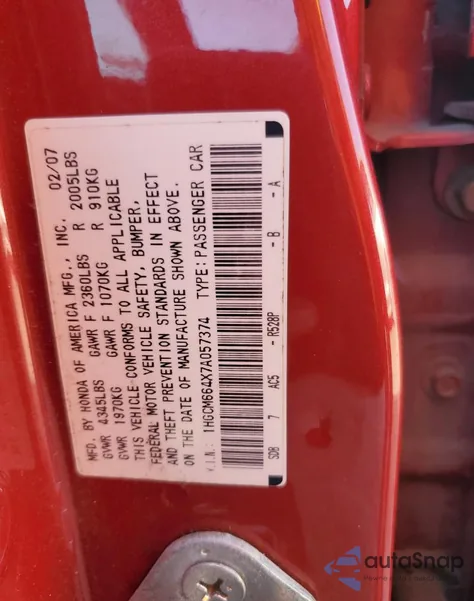 MFD. BY HONDA OF AMERICA MFG., INC. 02/07
GVWR 4345LBS GAWR F 2360LBS R 2005LBS
GVWR 1970KG GAWR F 1070KG R 910KG
THIS VEHICLE CONFORMS TO ALL APPLICABLE
FEDERAL MOTOR VEHICLE SAFETY, BUMPER,
AND THEFT PREVENTION STANDARDS IN EFFECT
ON THE DATE OF MANUFACTURE SHOWN ABOVE.
V.I.N.: 1HGCM664X7A057374 TYPE: PASSENGER CAR
SDB 7 AC5 - R528P - B - A
autoSnap